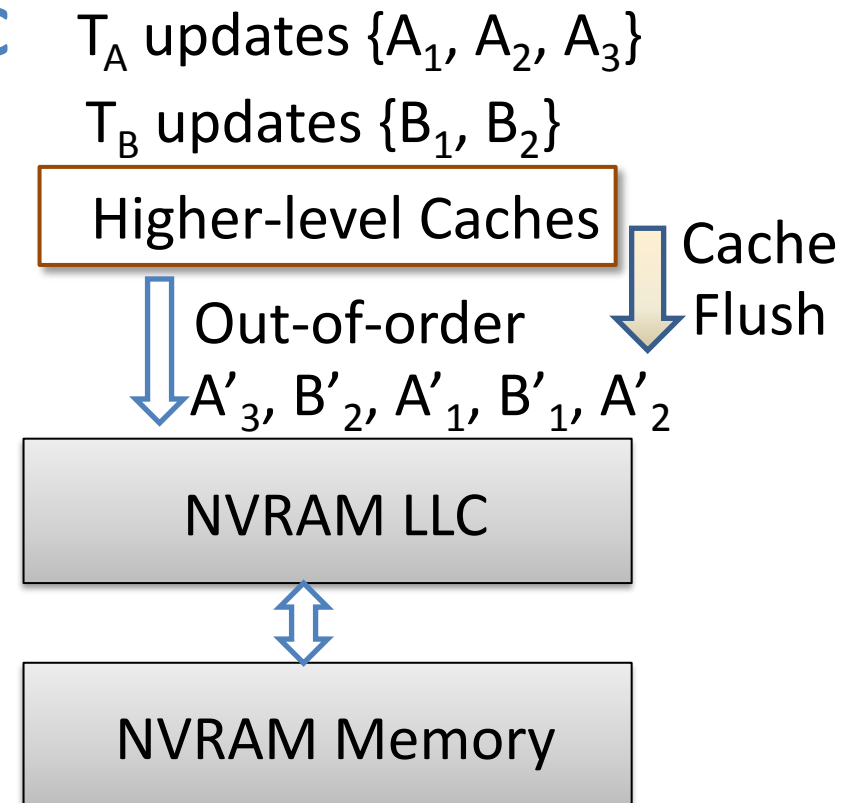 C
T_A updates {A_1, A_2, A_3}
T_B updates {B_1, B_2}
Higher-level Caches
Cache
Flush
Out-of-order
A’_3, B’_2, A’_1, B’_1, A’_2
NVRAM LLC
NVRAM Memory